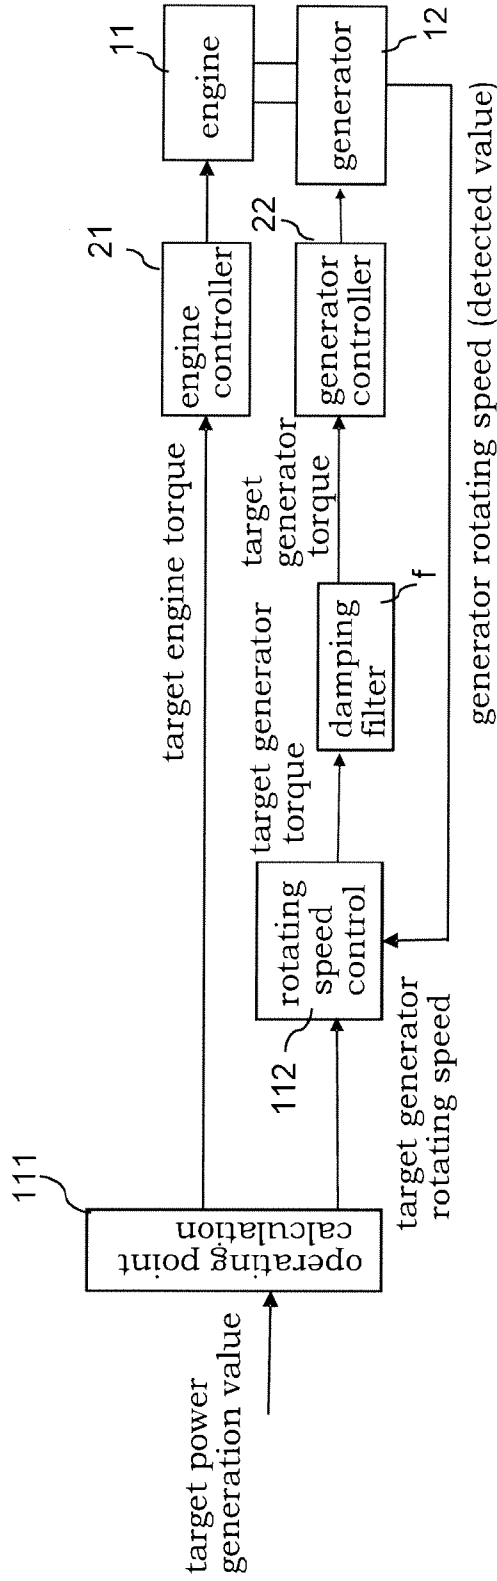 target power
generation value
111
operating point
calculation
target engine torque
21
engine
controller
11
engine
target generator
rotating speed
112
rotating
speed
control
target generator
torque
damping
filter
f
target
generator
torque
22
generator
controller
12
generator
generator rotating speed (detected value)